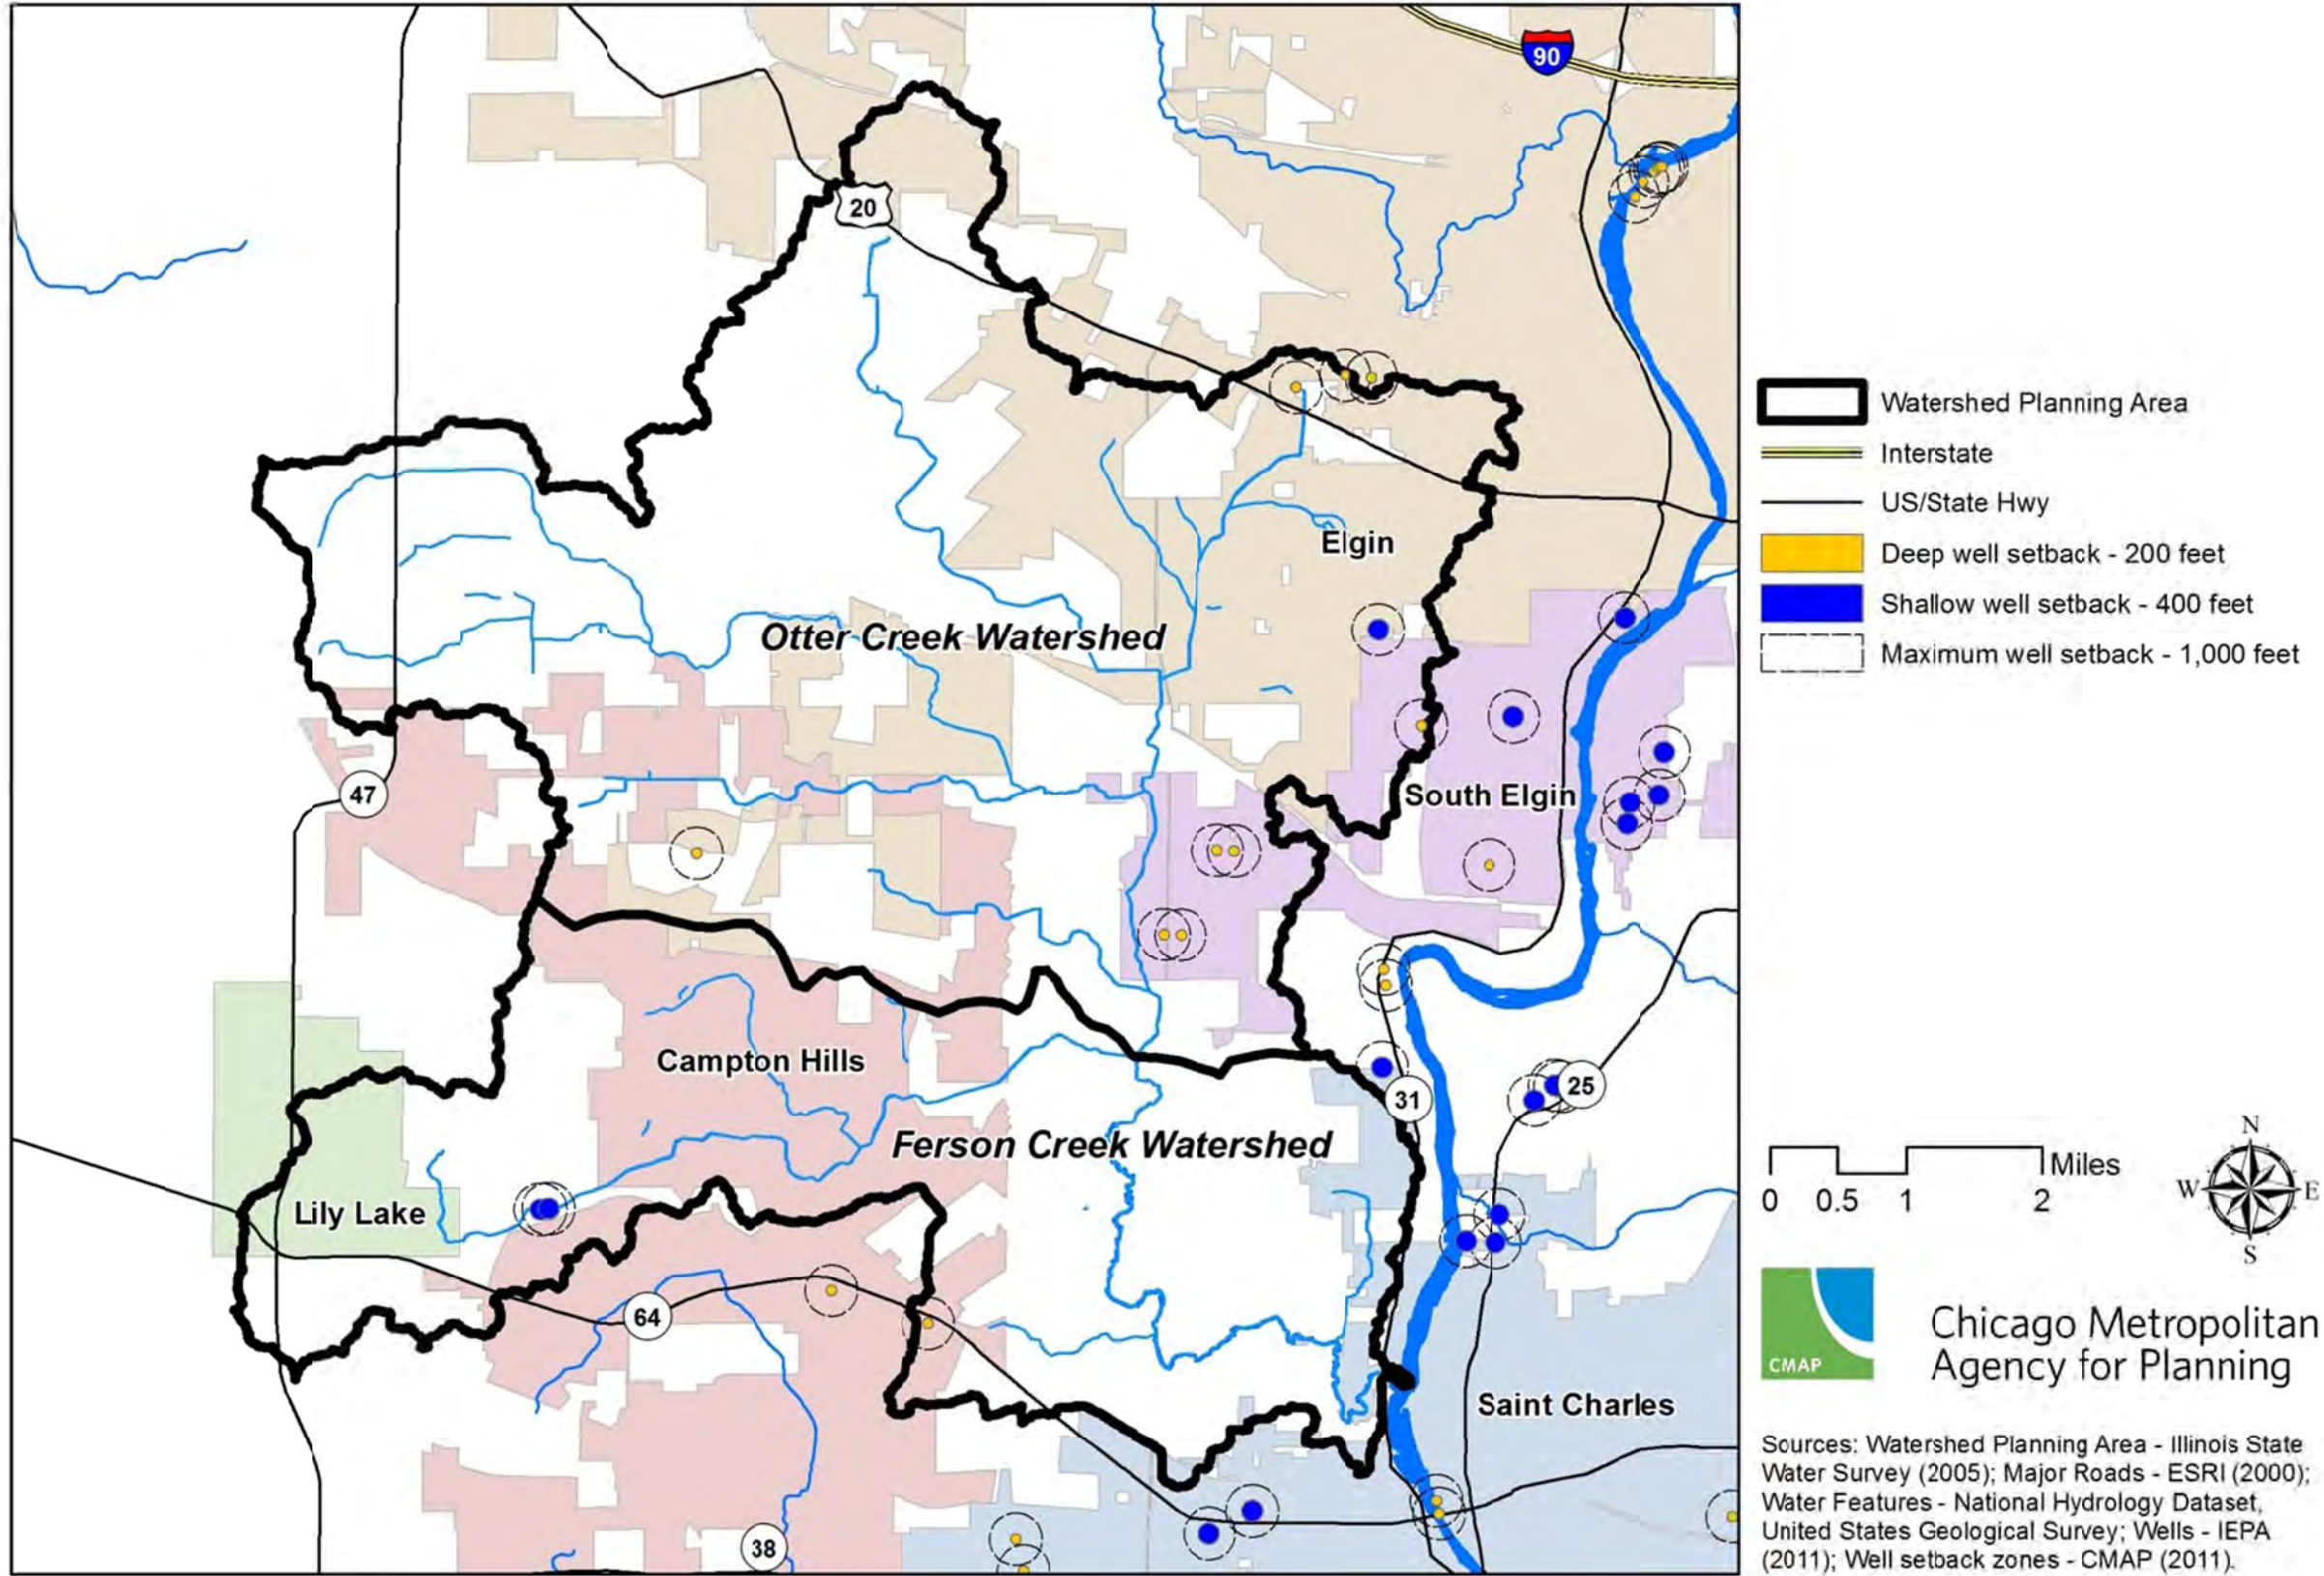 90
20
Elgin
Otter Creek Watershed
47
South Elgin
Campton Hills
31
25
Ferson Creek Watershed
Lily Lake
64
Saint Charles
38
Watershed Planning Area
Interstate
US/State Hwy
Deep well setback - 200 feet
Shallow well setback - 400 feet
Maximum well setback - 1,000 feet
N
W E
S
Miles
0 0.5 1 2
CMAP
Chicago Metropolitan
Agency for Planning
Sources: Watershed Planning Area - Illinois State
Water Survey (2005); Major Roads - ESRI (2000);
Water Features - National Hydrology Dataset,
United States Geological Survey; Wells - IEPA
(2011); Well setback zones - CMAP (2011).